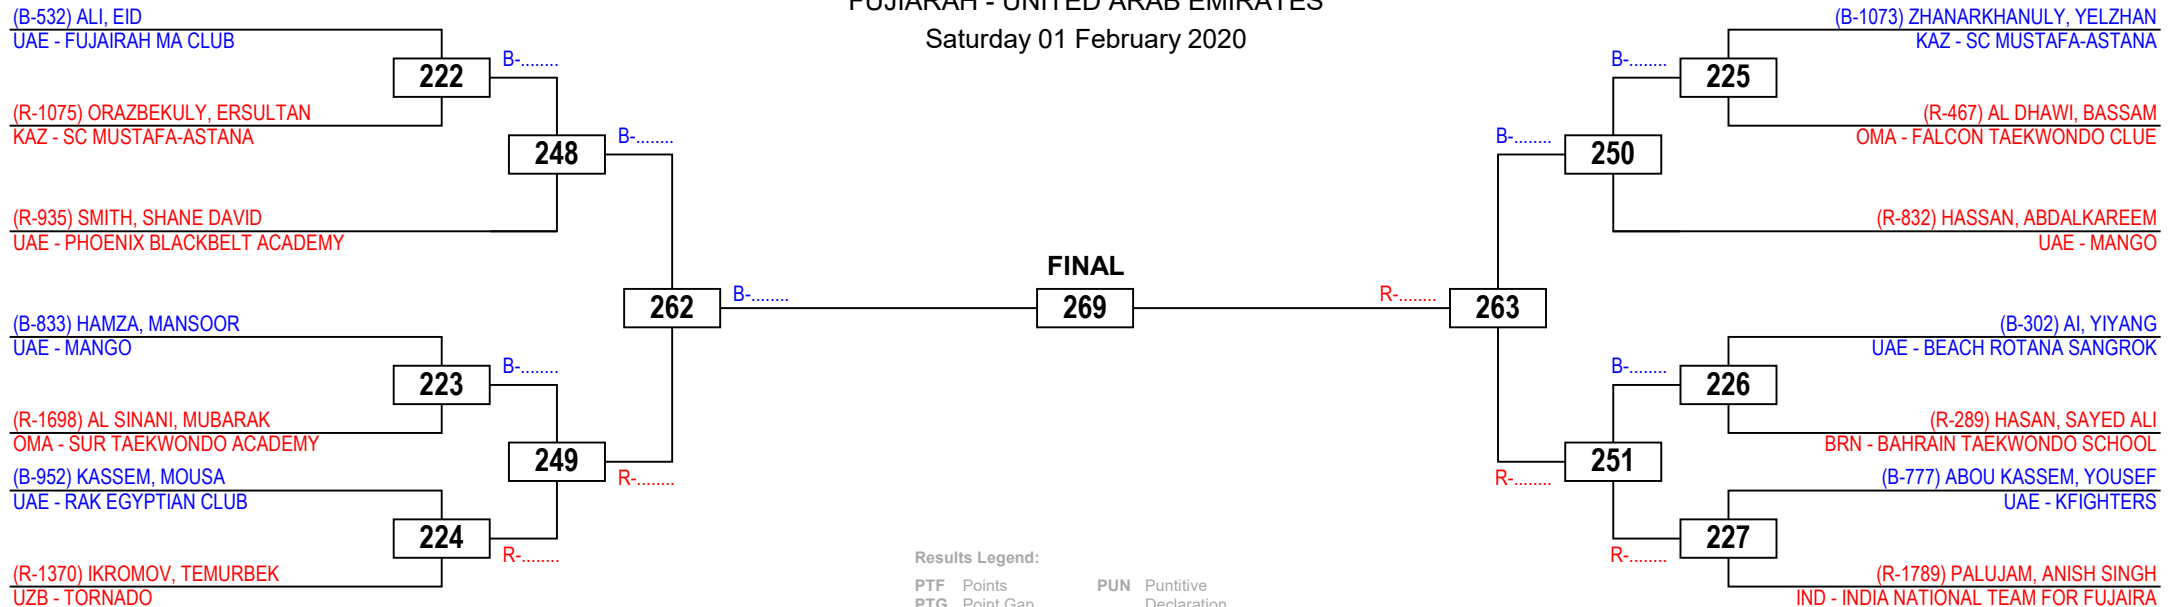 FUJIARAH - UNITED ARAB EMIRATES
Saturday 01 February 2020
(B-532) ALI, EID
UAE - FUJAIRAH MA CLUB
222
B-........
(R-1075) ORAZBEKULY, ERSULTAN
KAZ - SC MUSTAFA-ASTANA
248
B-........
(R-935) SMITH, SHANE DAVID
UAE - PHOENIX BLACKBELT ACADEMY
262
B-........
(B-833) HAMZA, MANSOOR
UAE - MANGO
223
B-........
(R-1698) AL SINANI, MUBARAK
OMA - SUR TAEKWONDO ACADEMY
249
R-........
(B-952) KASSEM, MOUSA
UAE - RAK EGYPTIAN CLUB
224
R-........
(R-1370) IKROMOV, TEMURBEK
UZB - TORNADO
FINAL
269
(B-1073) ZHANARKHANULY, YELZHAN
KAZ - SC MUSTAFA-ASTANA
B-........
225
(R-467) AL DHAWI, BASSAM
OMA - FALCON TAEKWONDO CLUE
B-........
250
(R-832) HASSAN, ABDALKAREEM
UAE - MANGO
R-........
263
(B-302) AI, YIYANG
UAE - BEACH ROTANA SANGROK
B-........
226
(R-289) HASAN, SAYED ALI
BRN - BAHRAIN TAEKWONDO SCHOOL
R-........
251
(B-777) ABOU KASSEM, YOUSEF
UAE - KFIGHTERS
R-........
227
(R-1789) PALUJAM, ANISH SINGH
IND - INDIA NATIONAL TEAM FOR FUJAIRA
Results Legend:
PTF Points PUN Puntitive
PTG Point Gap Declaration